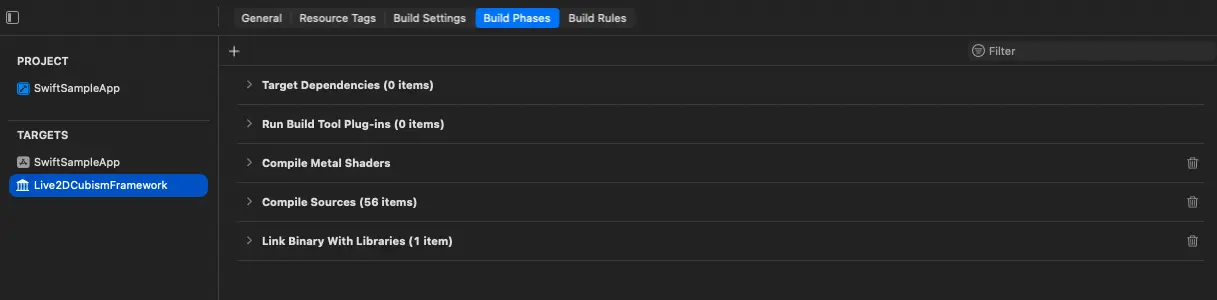 General Resource Tags Build Settings Build Phases Build Rules
PROJECT
SwiftSampleApp
TARGETS
SwiftSampleApp
Live2DCubismFramework
Filter
Target Dependencies (0 items)
Run Build Tool Plug-ins (0 items)
Compile Metal Shaders
Compile Sources (56 items)
Link Binary With Libraries (1 item)